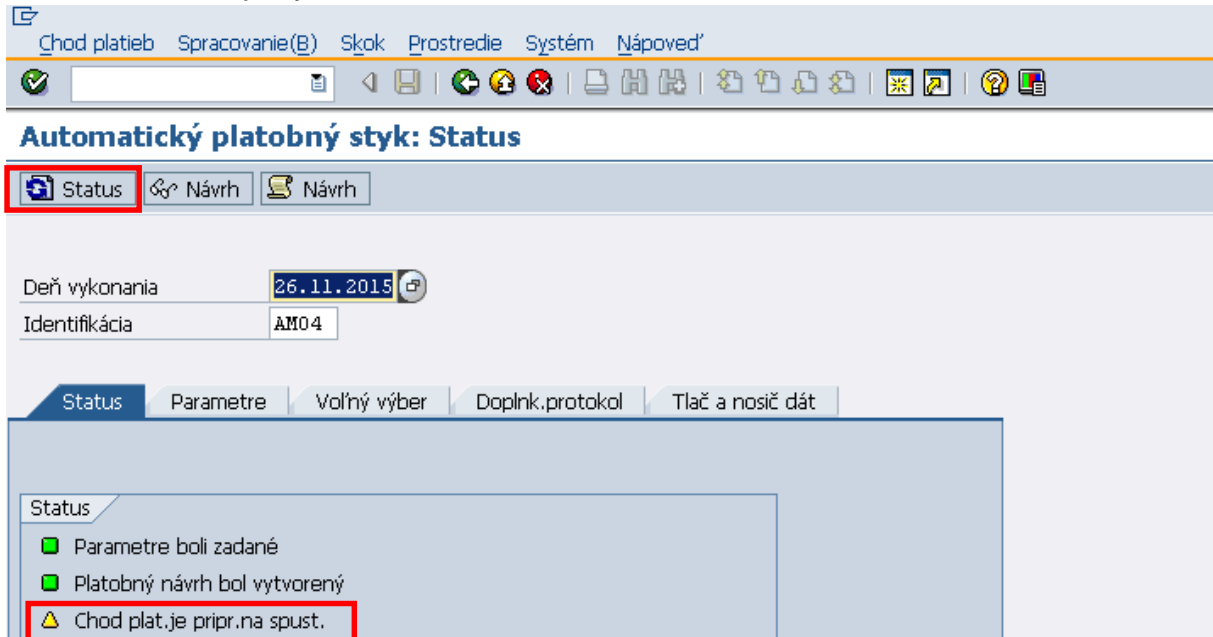 Chod platieb Spracovanie(B) Skok Prostredie Systém Nápoveď
Automatický platobný styk: Status
Status Návrh Návrh
Deň vykonania 26.11.2015
Identifikácia AM04
Status Parametre Voľný výber Doplnk.protokol Tlač a nosič dát
Status
Parametre boli zadané
Platobný návrh bol vytvorený
Chod plat.je pripr.na spust.